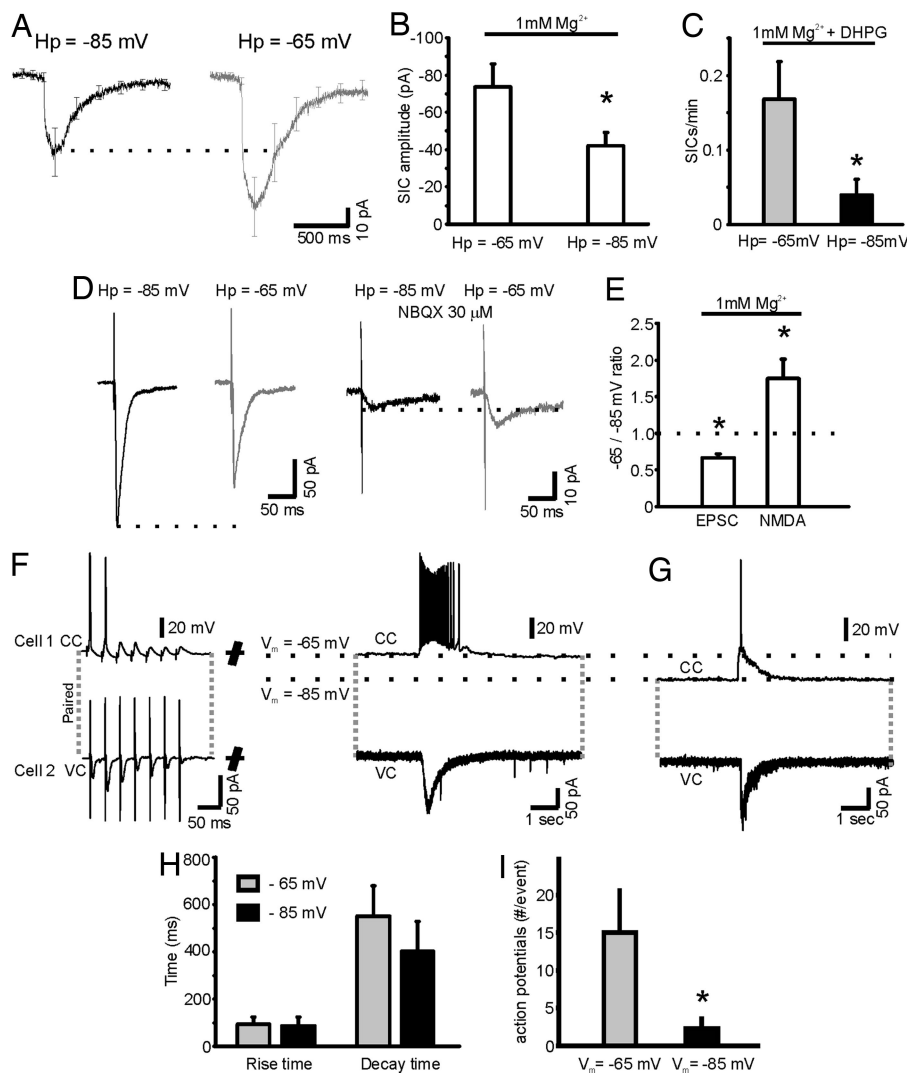 A
Hp = -85 mV
Hp = -65 mV
500 ms
10 pA
B
1mM Mg²⁺
-100
-80
-60
-40
-20
0
SIC amplitude (pA)
*
Hp = -65 mV
Hp = -85 mV
C
1mM Mg²⁺ + DHPG
0.2
0.1
0
SICs/min
*
Hp= -65mV
Hp= -85mV
D
Hp = -85 mV
Hp = -65 mV
Hp = -85 mV
Hp = -65 mV
NBQX 30 μM
50 ms
50 pA
50 ms
10 pA
E
1mM Mg²⁺
2.5
2.0
1.5
1.0
0.5
0
-65 / -85 mV ratio
*
*
EPSC
NMDA
F
Cell 1 CC
20 mV
Paired
Cell 2 VC
50 ms
50 pA
Vm = -65 mV
Vm = -85 mV
CC
20 mV
VC
1 sec
50 pA
G
CC
20 mV
VC
1 sec
50 pA
H
800
600
400
200
0
Time (ms)
- 65 mV
- 85 mV
Rise time
Decay time
I
20
15
10
5
0
action potentials (#/event)
*
Vm= -65 mV
Vm= -85 mV